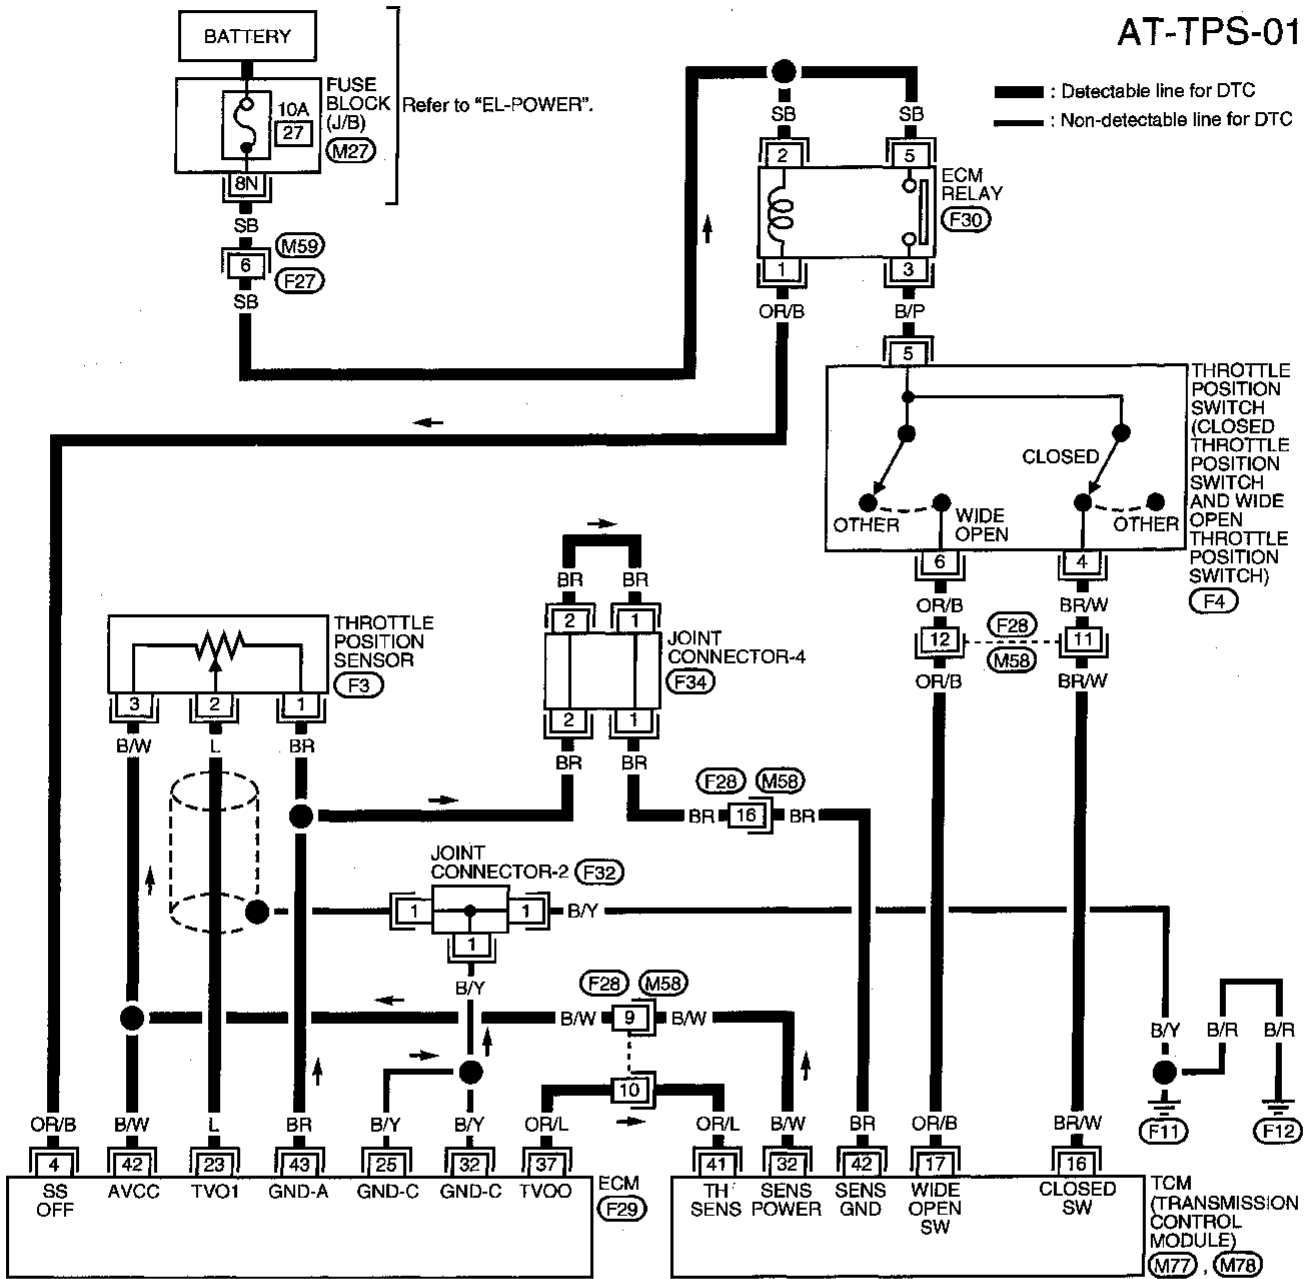 AT-TPS-01
BATTERY
FUSE
BLOCK
(J/B)
M27
10A
27
8N
Refer to "EL-POWER".
: Detectable line for DTC
: Non-detectable line for DTC
SB
6
M59
F27
SB
SB
SB
2
5
ECM
RELAY
F30
1
3
OR/B
B/P
5
THROTTLE
POSITION
SWITCH
(CLOSED
THROTTLE
POSITION
SWITCH
AND WIDE
OPEN
THROTTLE
POSITION
SWITCH)
F4
CLOSED
OTHER
WIDE
OPEN
OTHER
6
4
OR/B
BR/W
12
F28
M58
11
OR/B
BR/W
BR
BR
2
1
JOINT
CONNECTOR-4
F34
2
1
BR
BR
THROTTLE
POSITION
SENSOR
F3
3
2
1
B/W
L
BR
F28
M58
BR
16
BR
JOINT
CONNECTOR-2
F32
1
1
1
B/Y
B/Y
F28
M58
B/W
9
B/W
10
B/Y
B/R
B/R
F11
F12
OR/B
B/W
L
BR
B/Y
B/Y
OR/L
OR/L
B/W
BR
OR/B
BR/W
4
42
23
43
25
32
37
41
32
42
17
16
SS
OFF
AVCC
TVO1
GND-A
GND-C
GND-C
TVOO
ECM
F29
TH
SENS
SENS
POWER
SENS
GND
WIDE
OPEN
SW
CLOSED
SW
TCM
(TRANSMISSION
CONTROL
MODULE)
M77 , M78